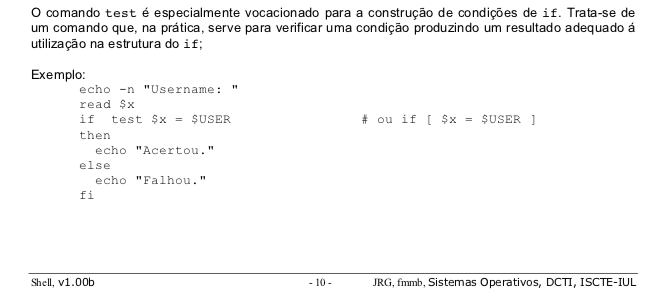 O comando test é especialmente vocacionado para a construção de condições de if. Trata-se de
um comando que, na prática, serve para verificar uma condição produzindo um resultado adequado á
utilização na estrutura do if;
Exemplo:
echo -n "Username: "
read $x
if  test $x = $USER # ou if [ $x = $USER ]
then
echo "Acertou."
else
echo "Falhou."
fi
Shell, v1.00b - 10 - JRG, fmmb, Sistemas Operativos, DCTI, ISCTE-IUL